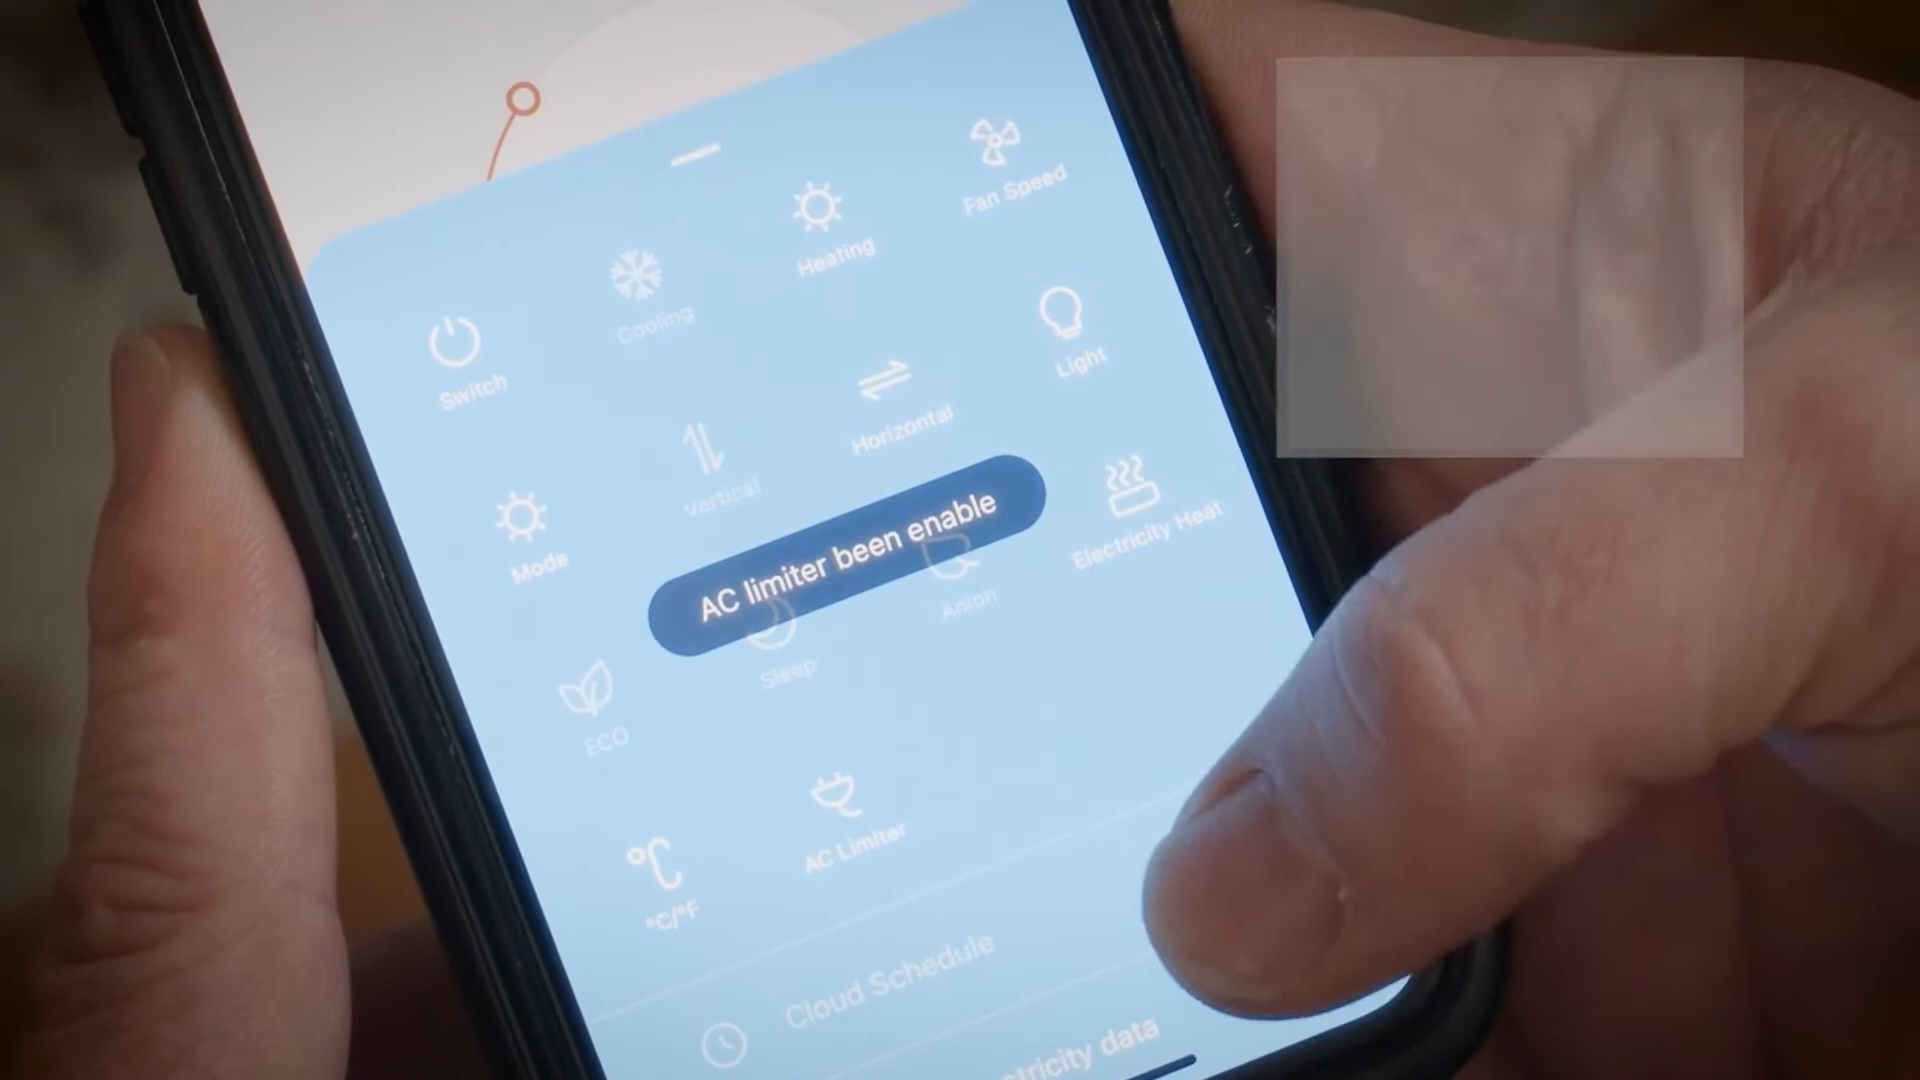 Switch
Cooling
Heating
Fan Speed
Mode
Vertical
Horizontal
Light
AC limiter been enable
ECO
Sleep
Anion
Electricity Heat
°C
°C/°F
AC Limiter
Cloud Schedule
data